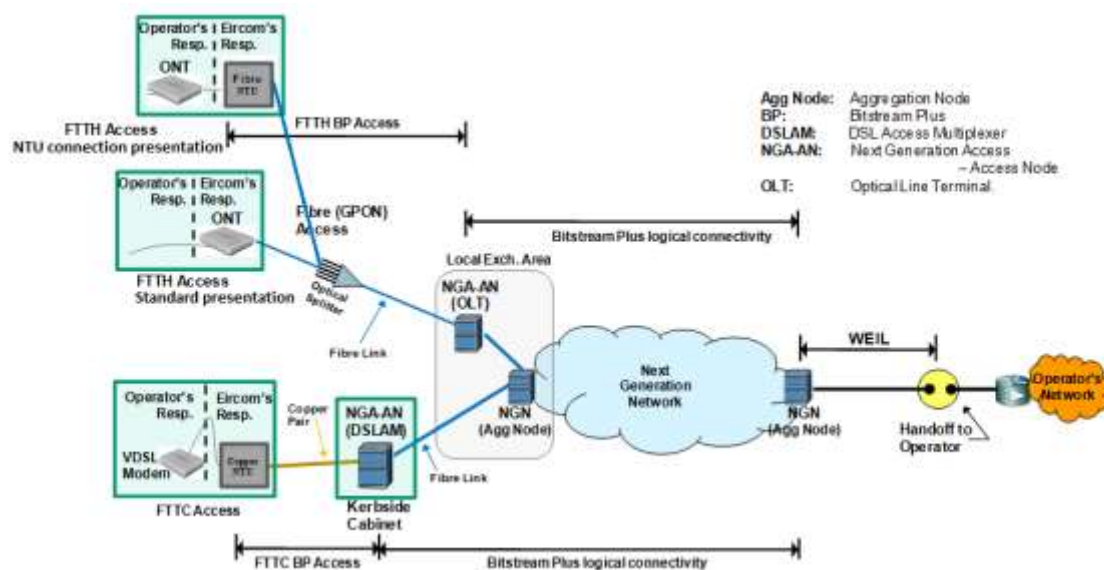 Operator's Eircom's
Resp. Resp.
ONT
Fibre
NTU
FTTH Access
NTU connection presentation
FTTH BP Access
Agg Node: Aggregation Node
BP: Bitstream Plus
DSLAM: DSL Access Multiplexer
NGA-AN: Next Generation Access
– Access Node
OLT: Optical Line Terminal
Operator's Eircom's
Resp. Resp.
ONT
FTTH Access
Standard presentation
Fibre (GPON)
Access
Optical
Splitter
Fibre Link
Bitstream Plus logical connectivity
Local Exch. Area
NGA-AN
(OLT)
NGN
(Agg Node)
Next
Generation
Network
WEIL
NGN
(Agg Node)
Handoff to
Operator
Operator's
Network
Operator's Eircom's
Resp. Resp.
VDSL
Modem
Copper
NTU
FTTC Access
Copper
Pair
NGA-AN
(DSLAM)
Fibre Link
Kerbside
Cabinet
FTTC BP Access
Bitstream Plus logical connectivity